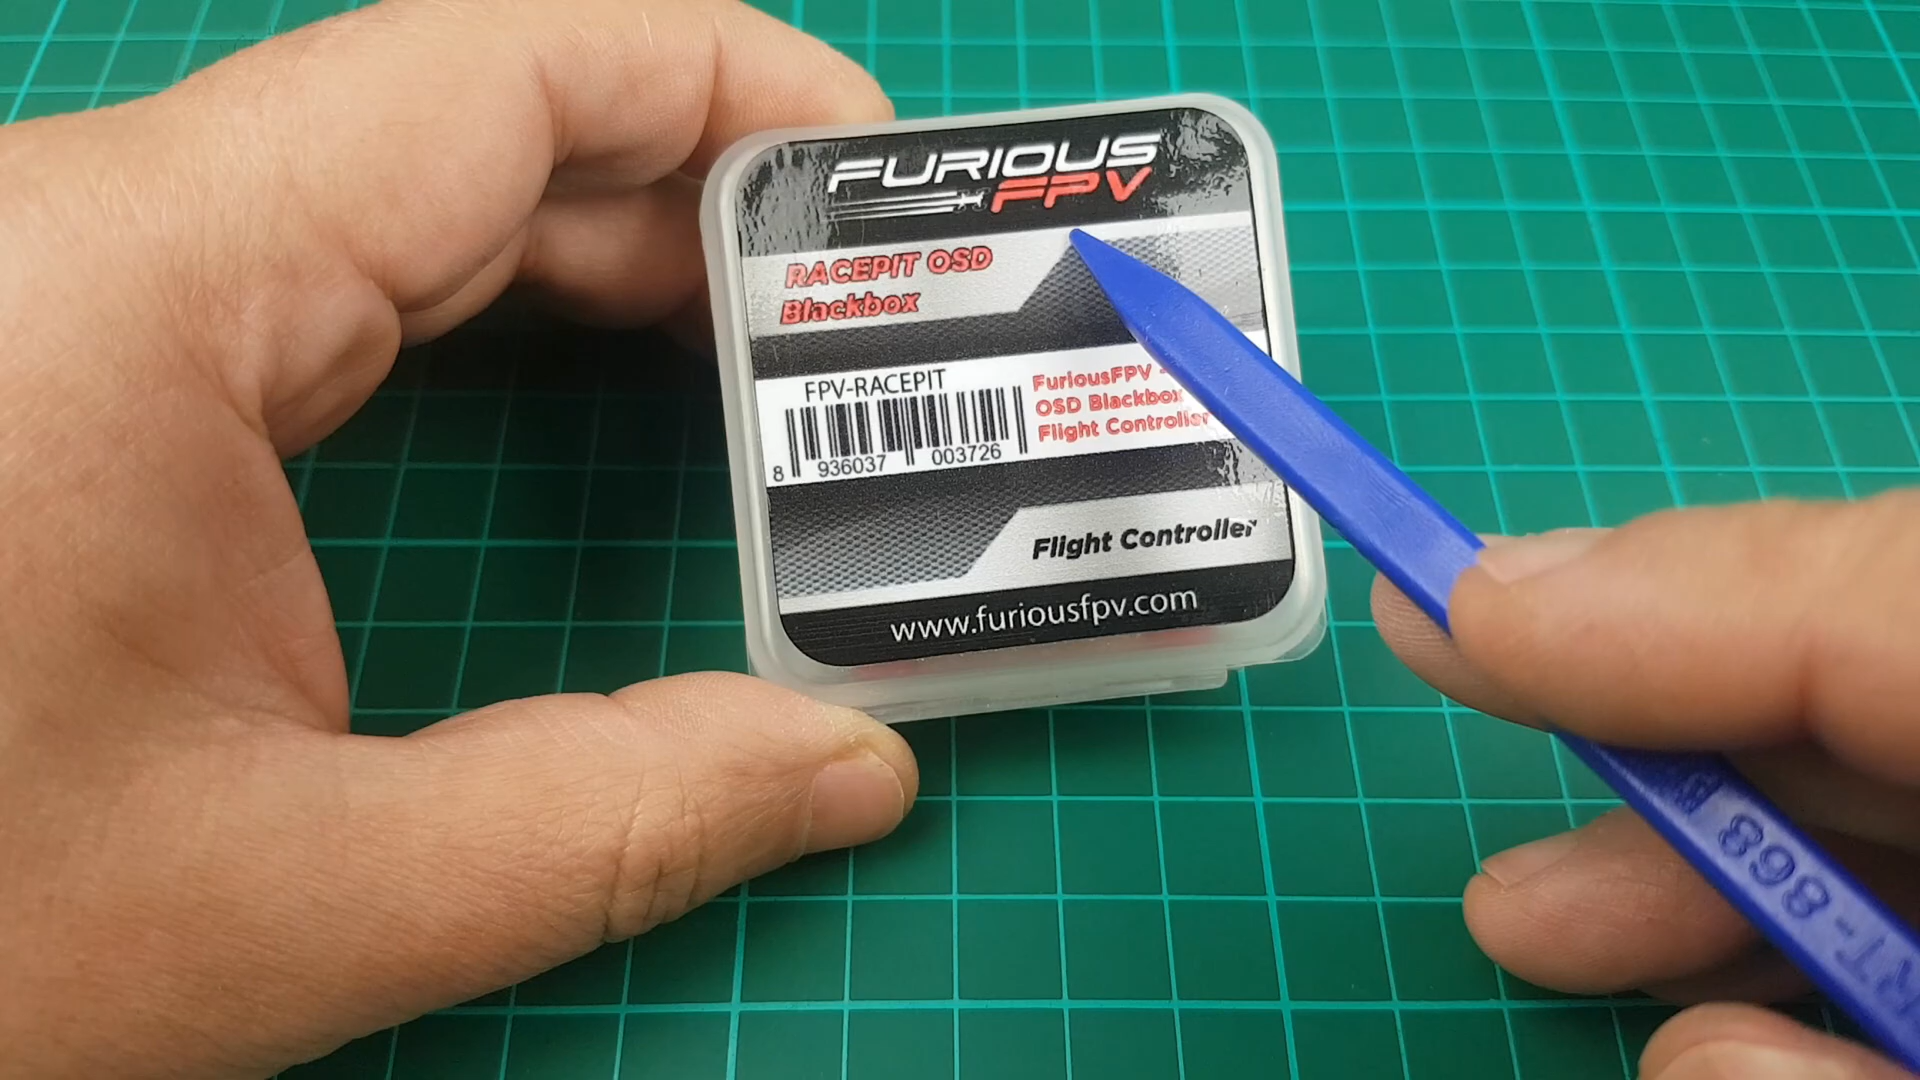 FURIOUS
FPV
RACEPIT OSD
Blackbox
FPV-RACEPIT
8 936037 003726
FuriousFPV -
OSD Blackbox
Flight Controller
Flight Controller
www.furiousfpv.com